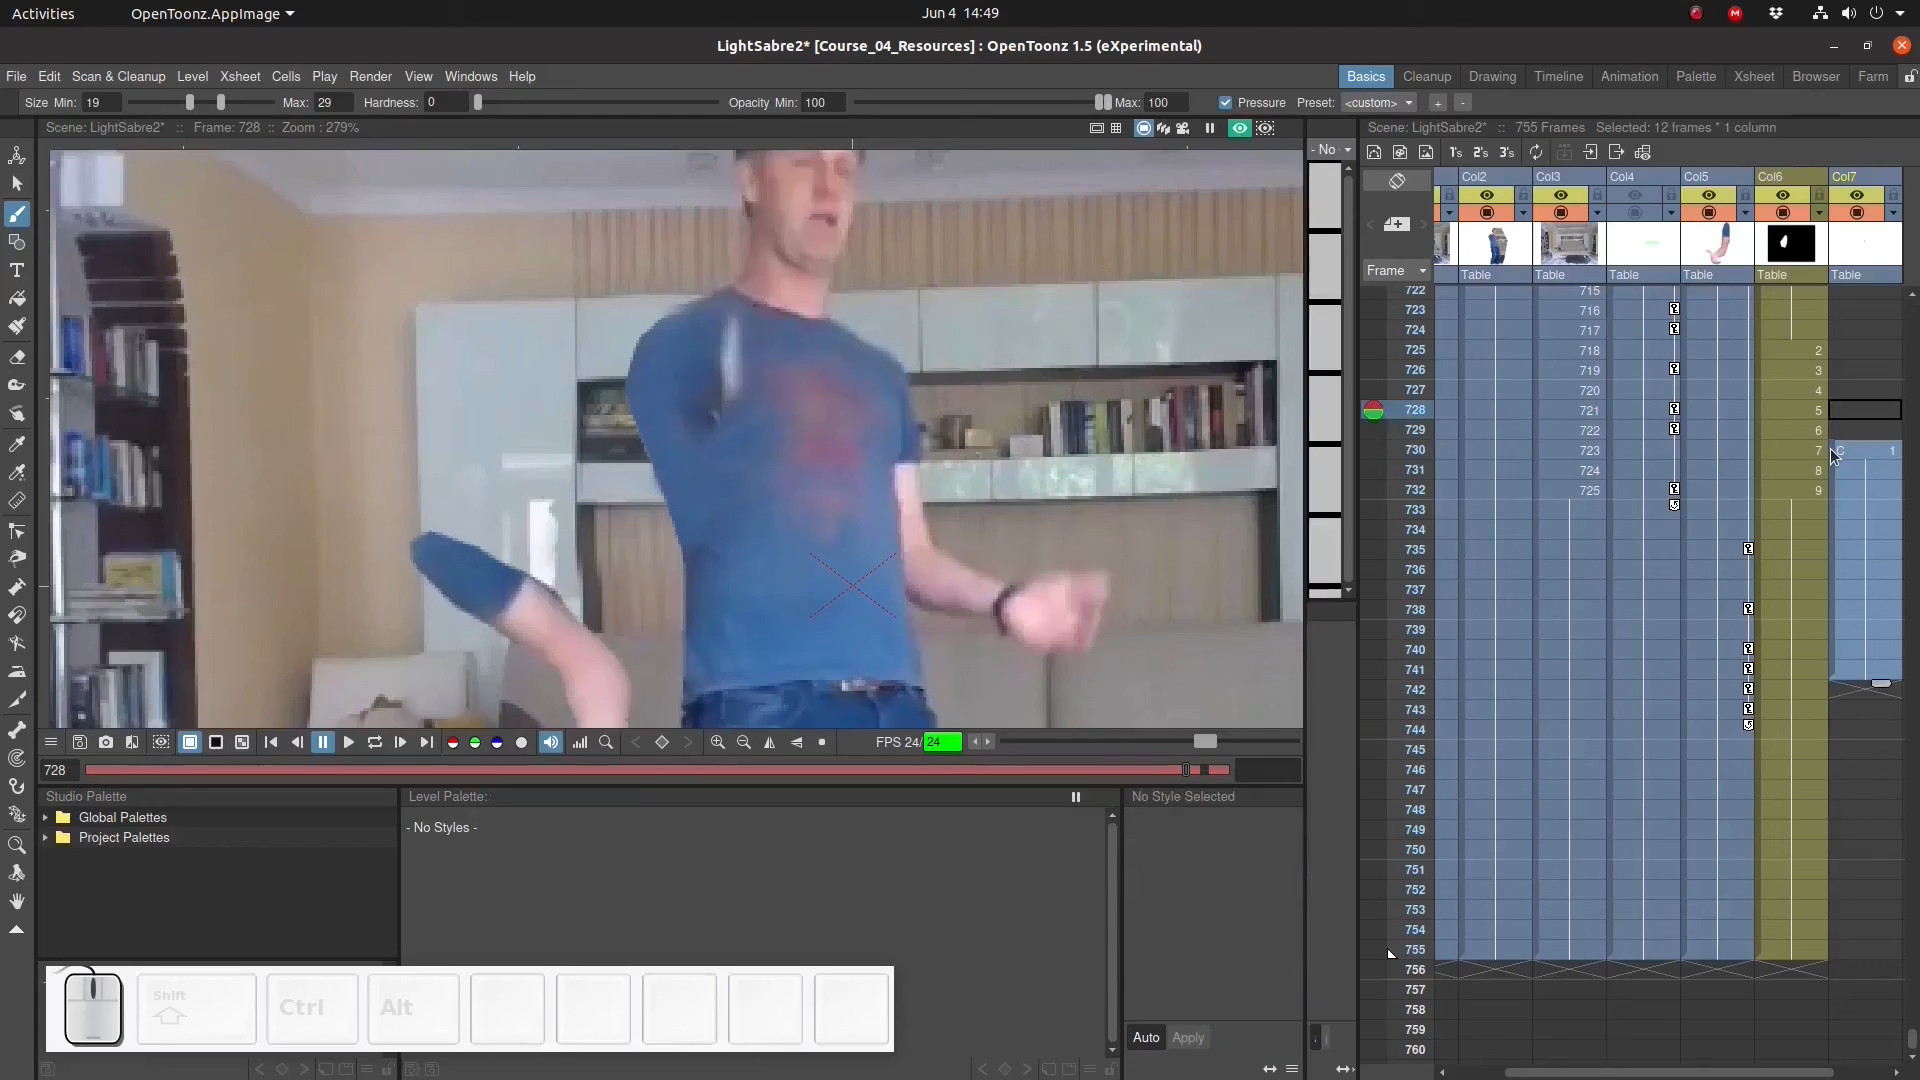 Activities
OpenToonz.AppImage
Jun 4 14:49
LightSabre2* [Course_04_Resources] : OpenToonz 1.5 (eXperimental)
File Edit Scan & Cleanup Level Xsheet Cells Play Render View Windows Help
Basics Cleanup Drawing Timeline Animation Palette Xsheet Browser Farm
Size Min: 19 Max: 29 Hardness: 0 Opacity Min: 100 Max: 100 Pressure Preset: <custom> + -
Scene: LightSabre2* :: Frame: 728 :: Zoom : 279%
Scene: LightSabre2* :: 755 Frames Selected: 12 frames * 1 column
- No
1's 2's 3's
Col2 Col3 Col4 Col5 Col6 Col7
Frame
Table Table Table Table Table Table
722 715
723 716
724 717
725 718 2
726 719 3
727 720 4
728 721 5
729 722 6
730 723 7 C 1
731 724 8
732 725 9
733
734
735
736
737
738
739
740
741
742
743
744
745
746
747
748
749
750
751
752
753
754
755
756
757
758
759
760
FPS 24/24
728
Studio Palette
Global Palettes
Project Palettes
Level Palette:
- No Styles -
No Style Selected
Auto Apply
Shift Ctrl Alt